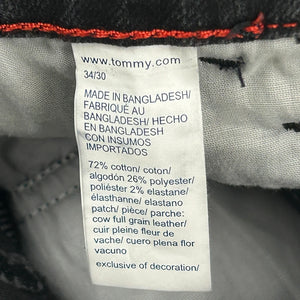 www.tommy.com
34/30
MADE IN BANGLADESH/
FABRIQUÉ AU
BANGLADESH/ HECHO
EN BANGLADESH
CON INSUMOS
IMPORTADOS
72% cotton/ coton/
algodón 26% polyester/
poliéster 2% elastane/
élasthanne/ elastano
patch/ pièce/ parche:
cow full grain leather/
cuir pleine fleur de
vache/ cuero plena flor
vacuno
exclusive of decoration/